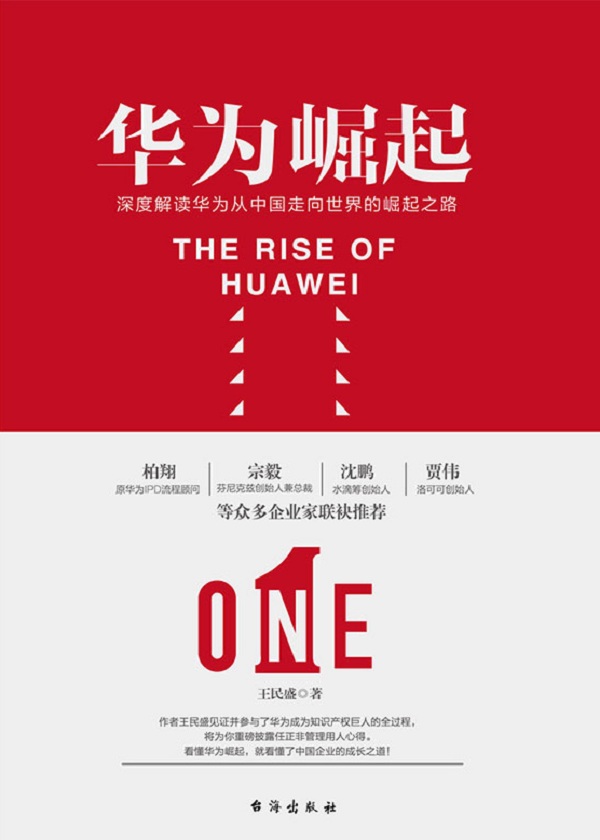 华为崛起
深度解读华为从中国走向世界的崛起之路
THE RISE OF
HUAWEI
柏翔 宗毅 沈鹏 贾伟
原华为IPD流程顾问 芬尼克兹创始人兼总裁 水滴筹创始人 洛可可创始人
等众多企业家联袂推荐
1
ONE
王民盛◎著
作者王民盛见证并参与了华为成为知识产权巨人的全过程，
将为你重磅披露任正非管理用人心得。
看懂华为崛起，就看懂了中国企业的成长之道！
台海出版社